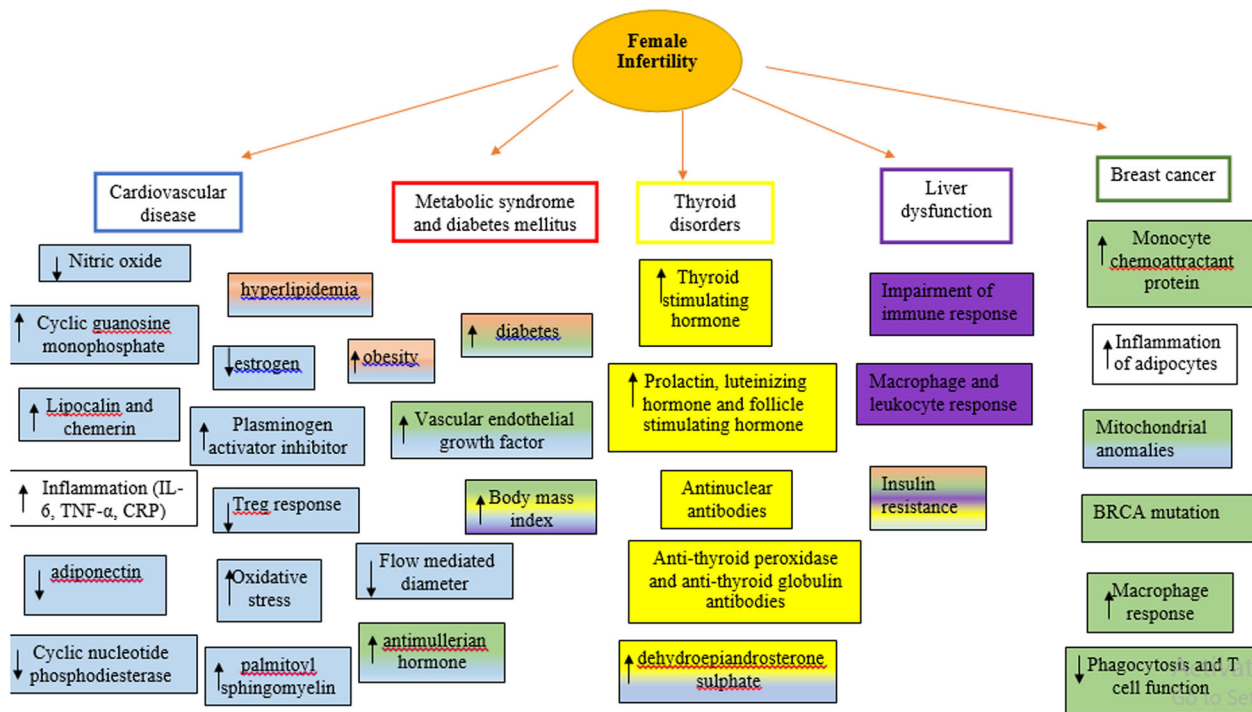 Female
Infertility
Cardiovascular
disease
Metabolic syndrome
and diabetes mellitus
Thyroid
disorders
Liver
dysfunction
Breast cancer
↓ Nitric oxide
↑ Cyclic guanosine
monophosphate
↑ Lipocalin and
chemerin
↑ Inflammation (IL-
6, TNF-α, CRP)
↓ adiponectin
↓ Cyclic nucleotide
phosphodiesterase
hyperlipidemia
↓estrogen
↑ Plasminogen
activator inhibitor
↓ Treg response
↑Oxidative
stress
↑ palmitoyl
sphingomyelin
↑ obesity
↓ Flow mediated
diameter
↑ antimullerian
hormone
↑ diabetes
↑ Vascular endothelial
growth factor
↑ Body mass
index
↑ Thyroid
stimulating
hormone
↑ Prolactin, luteinizing
hormone and follicle
stimulating hormone
Antinuclear
antibodies
Anti-thyroid peroxidase
and anti-thyroid globulin
antibodies
↑ dehydroepiandrosterone
sulphate
Impairment of
immune response
Macrophage and
leukocyte response
Insulin
resistance
↑ Monocyte
chemoattractant
protein
↑ Inflammation
of adipocytes
Mitochondrial
anomalies
BRCA mutation
↑ Macrophage
response
↓ Phagocytosis and T
cell function
Go to